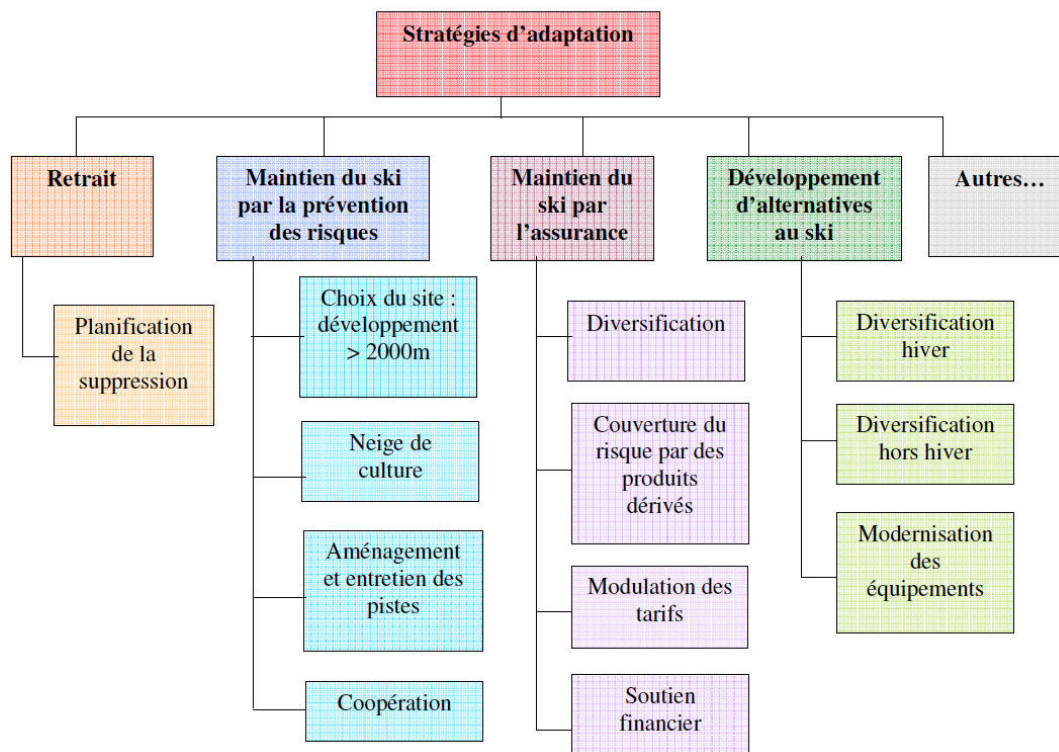 Stratégies d'adaptation
Retrait
Maintien du ski
par la prévention
des risques
Maintien du
ski par
l'assurance
Développement
d'alternatives
au ski
Autres…
Planification
de la
suppression
Choix du site :
développement
> 2000m
Neige de
culture
Aménagement
et entretien des
pistes
Coopération
Diversification
Couverture du
risque par des
produits
dérivés
Modulation des
tarifs
Soutien
financier
Diversification
hiver
Diversification
hors hiver
Modernisation
des
équipements